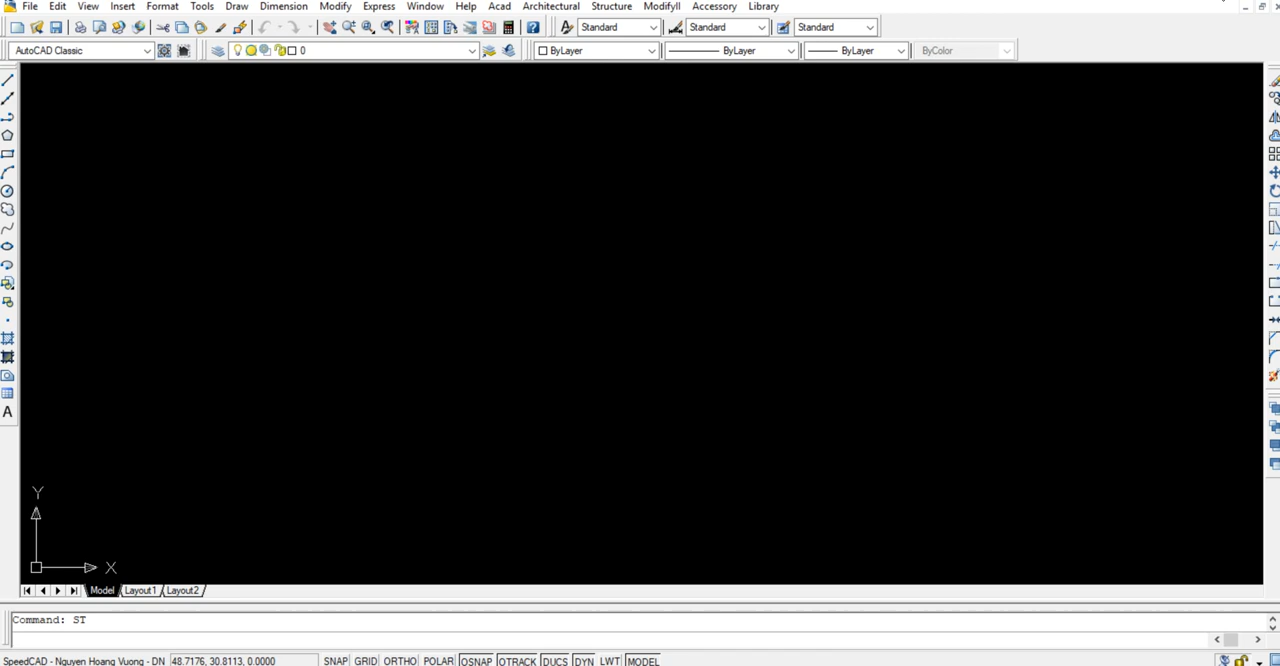 File Edit View Insert Format Tools Draw Dimension Modify Express Window Help Acad Architectural Structure ModifyII Accessory Library
Standard Standard Standard
AutoCAD Classic 0 ByLayer ByLayer ByLayer ByColor
A
Y
X
Model Layout1 Layout2
Command: ST
SpeedCAD - Nguyen Hoang Vuong - DN 48.7176, 30.8113, 0.0000 SNAP GRID ORTHO POLAR OSNAP OTRACK DUCS DYN LWT MODEL